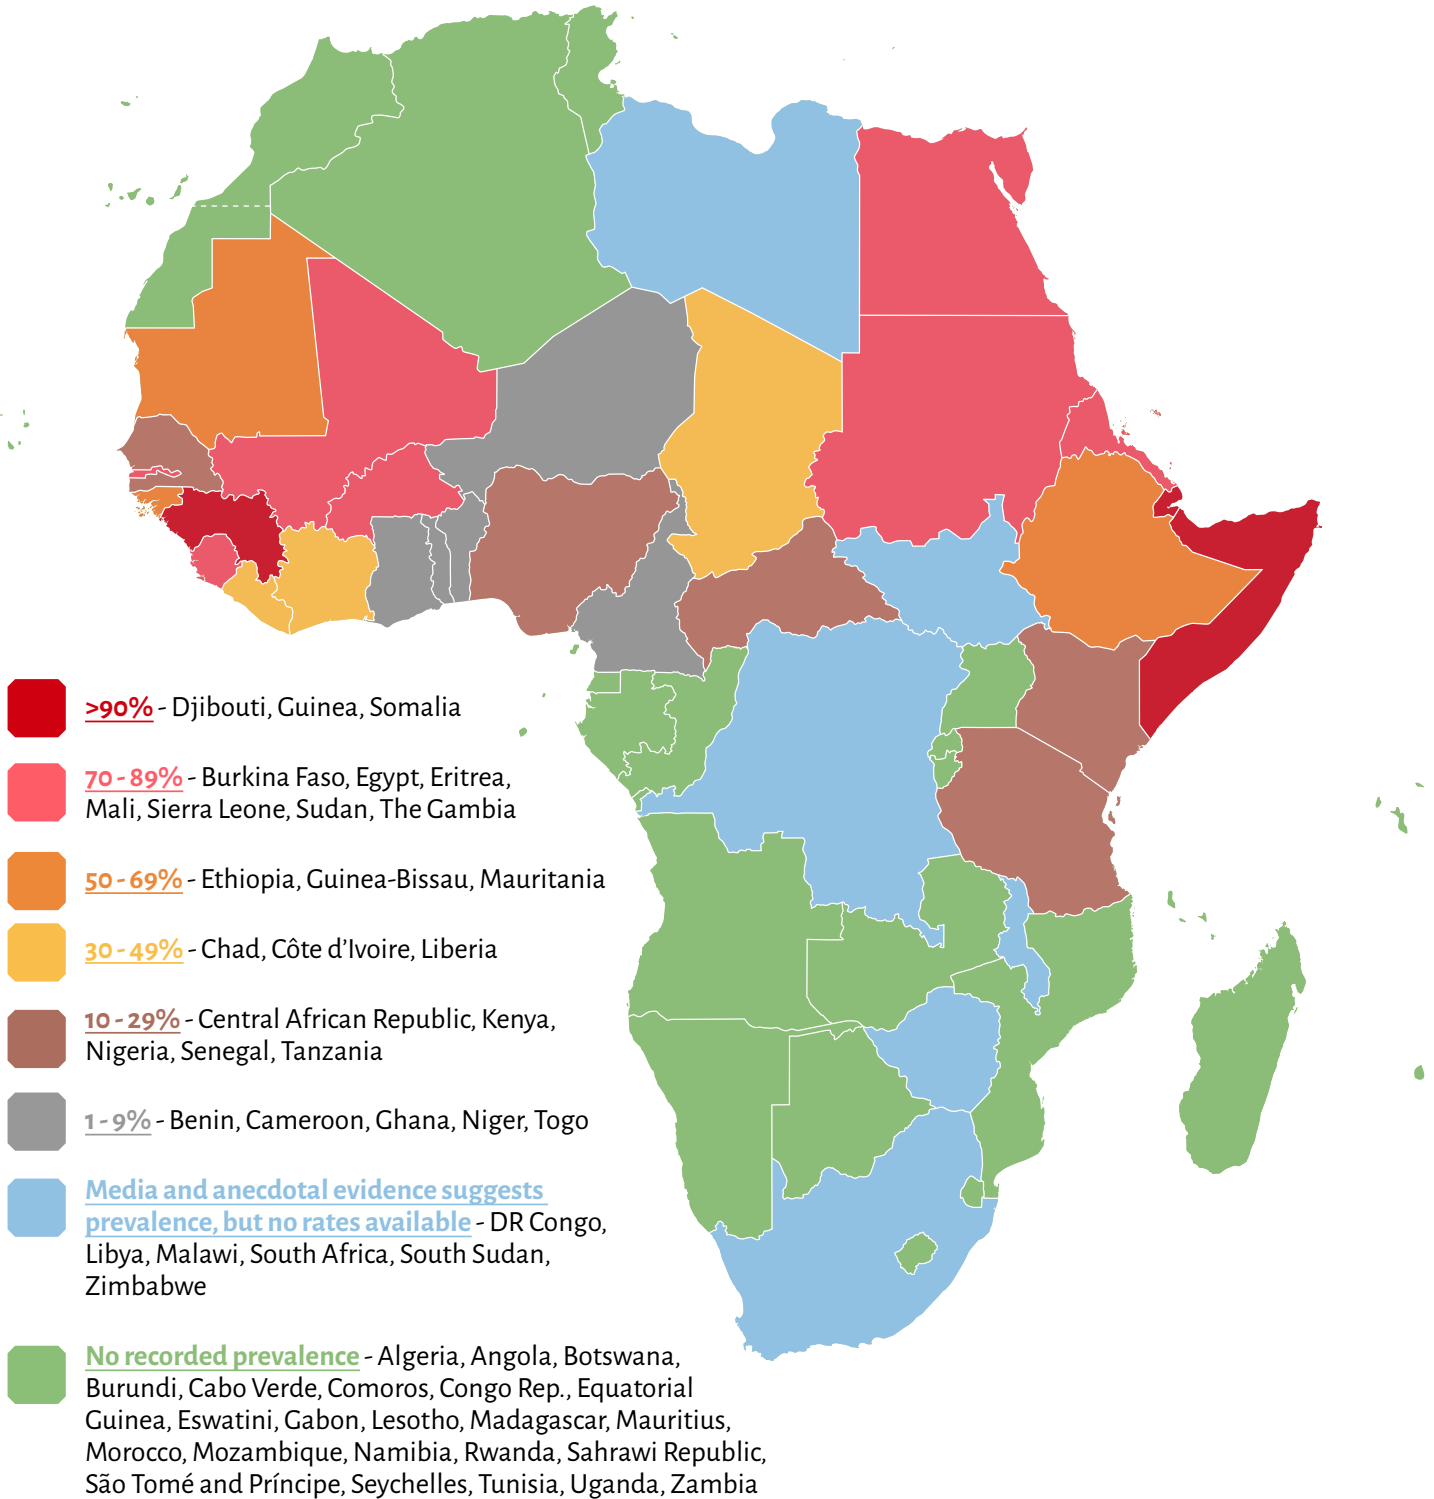 >90% - Djibouti, Guinea, Somalia
70 - 89% - Burkina Faso, Egypt, Eritrea,
Mali, Sierra Leone, Sudan, The Gambia
50 - 69% - Ethiopia, Guinea-Bissau, Mauritania
30 - 49% - Chad, Côte d’Ivoire, Liberia
10 - 29% - Central African Republic, Kenya,
Nigeria, Senegal, Tanzania
1 - 9% - Benin, Cameroon, Ghana, Niger, Togo
Media and anecdotal evidence suggests
prevalence, but no rates available - DR Congo,
Libya, Malawi, South Africa, South Sudan,
Zimbabwe
No recorded prevalence - Algeria, Angola, Botswana,
Burundi, Cabo Verde, Comoros, Congo Rep., Equatorial
Guinea, Eswatini, Gabon, Lesotho, Madagascar, Mauritius,
Morocco, Mozambique, Namibia, Rwanda, Sahrawi Republic,
São Tomé and Príncipe, Seychelles, Tunisia, Uganda, Zambia